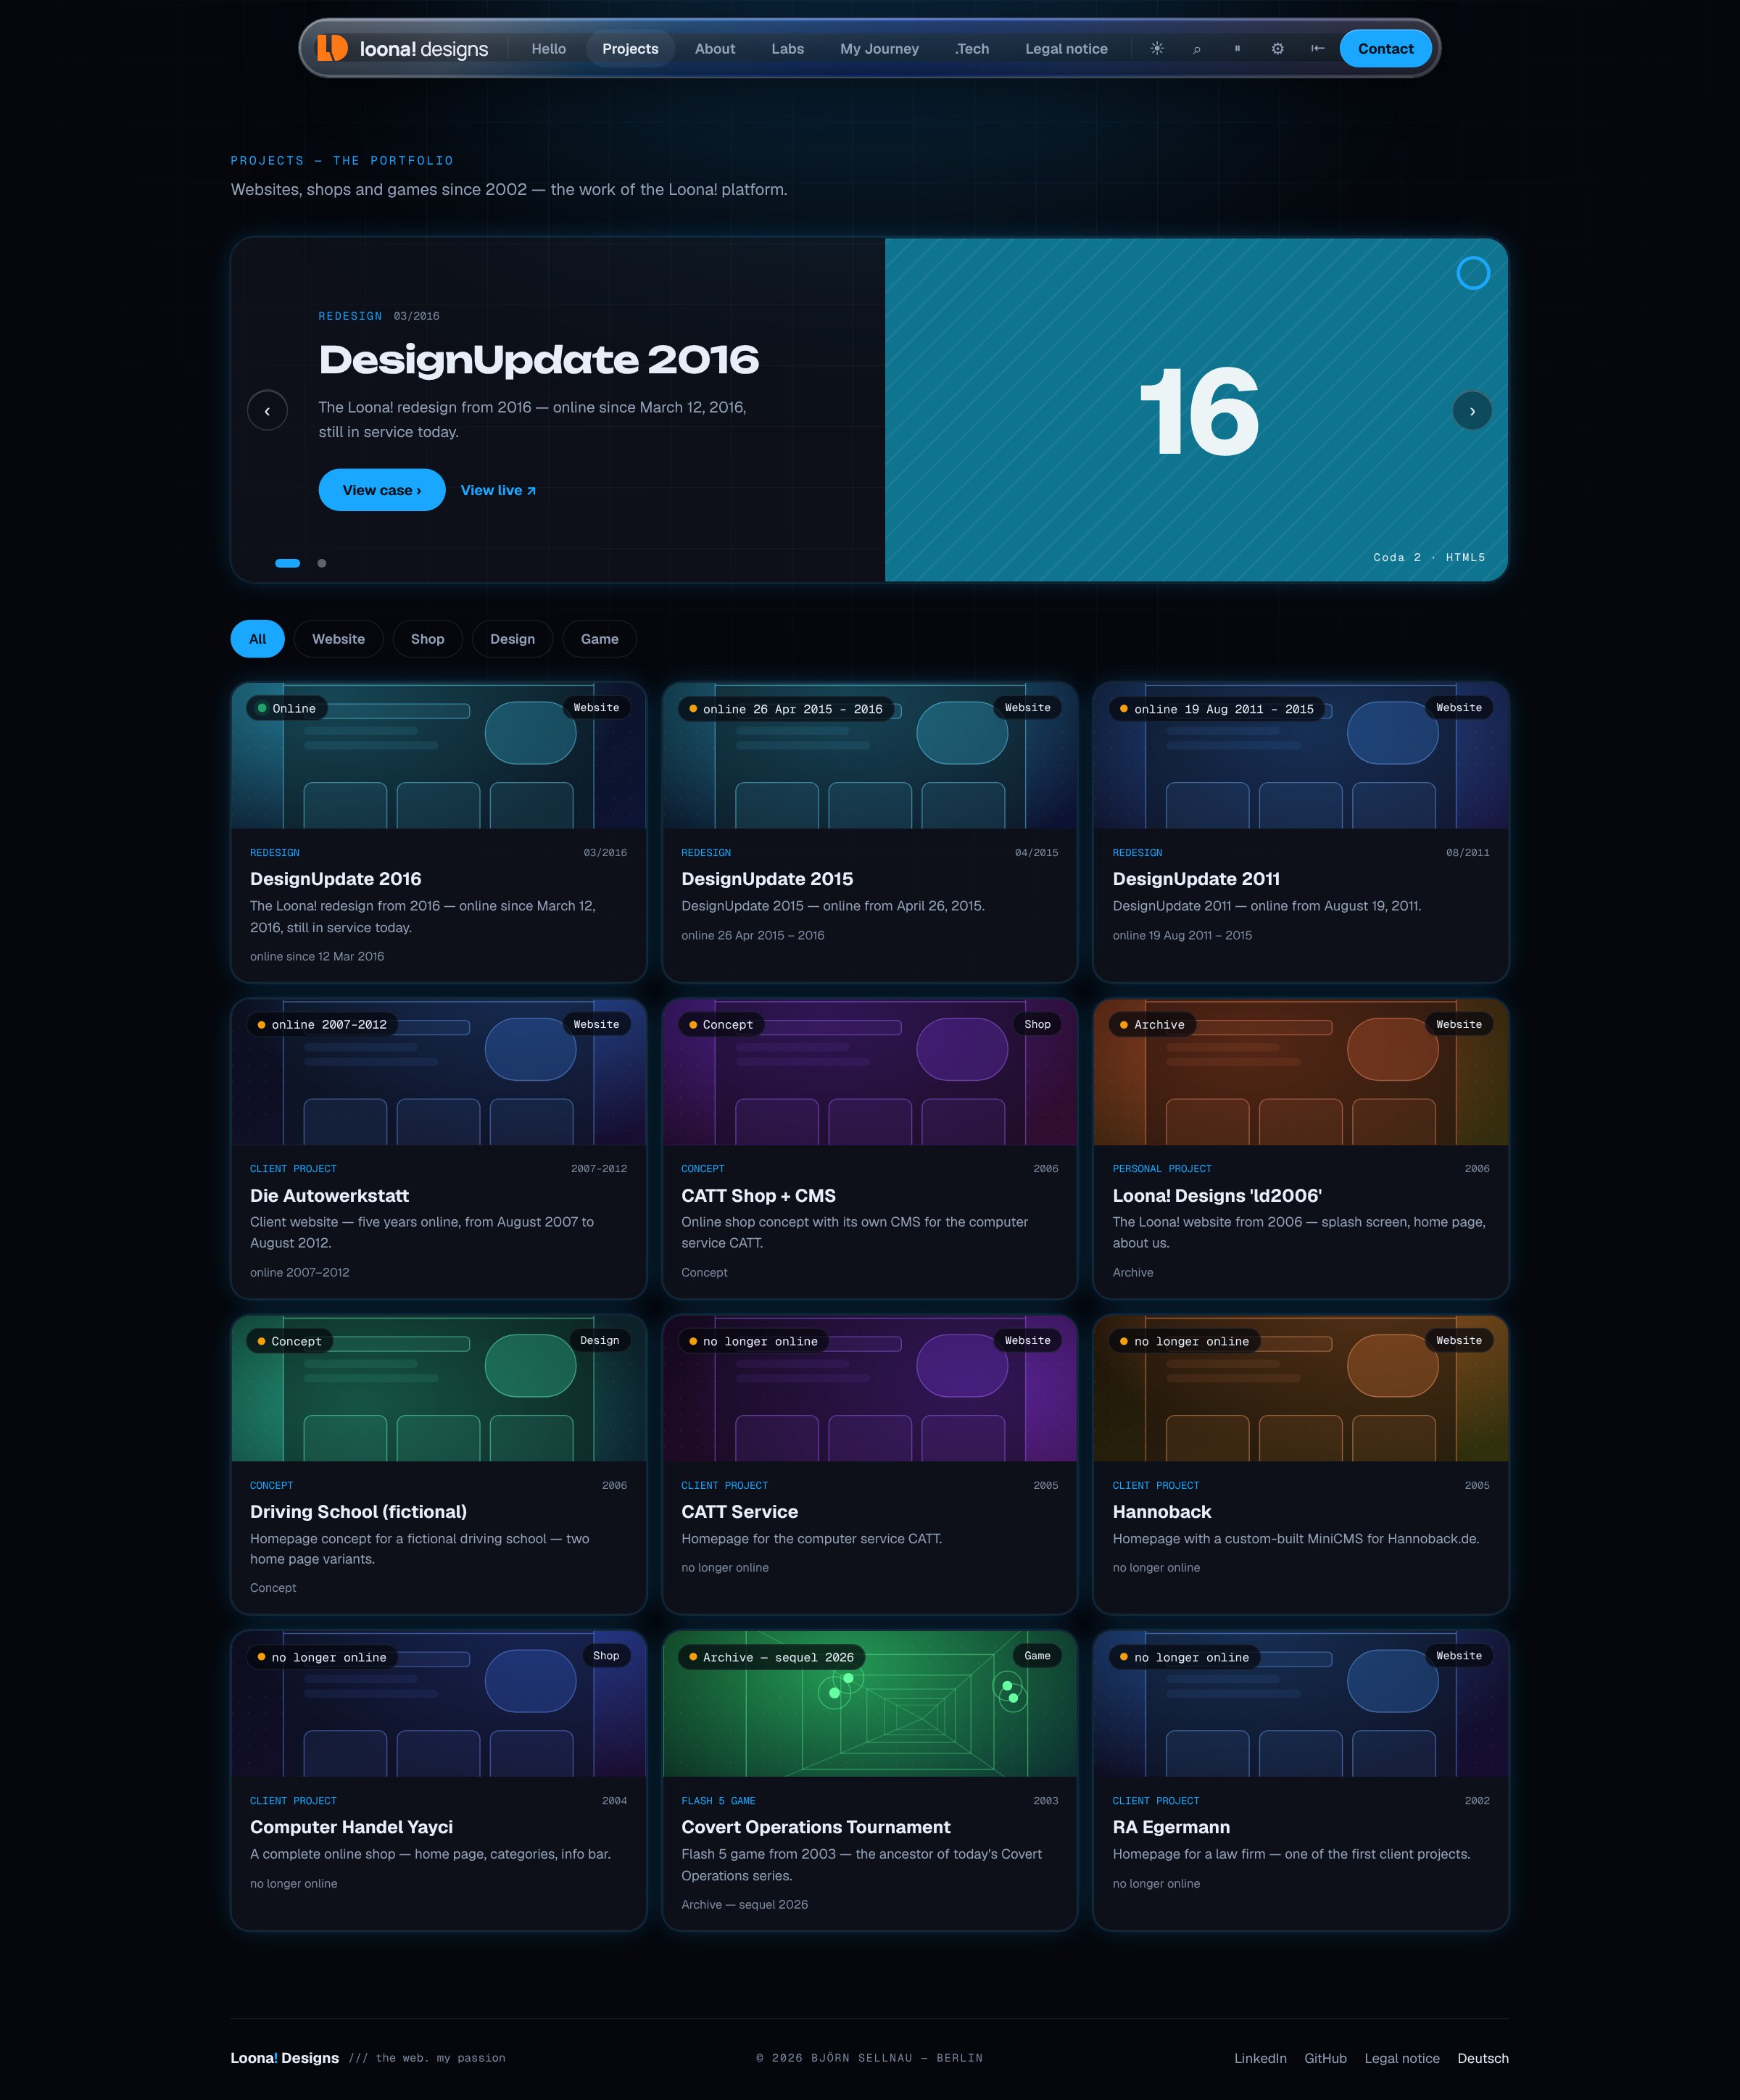 loona! designs
Hello
Projects
About
Labs
My Journey
.Tech
Legal notice
Contact
PROJECTS — THE PORTFOLIO
Websites, shops and games since 2002 — the work of the Loona! platform.
REDESIGN 03/2016
DesignUpdate 2016
The Loona! redesign from 2016 — online since March 12, 2016,
still in service today.
View case ›
View live ↗
16
Coda 2 · HTML5
All
Website
Shop
Design
Game
Online
Website
REDESIGN 03/2016
DesignUpdate 2016
The Loona! redesign from 2016 — online since March 12,
2016, still in service today.
online since 12 Mar 2016
online 26 Apr 2015 – 2016
Website
REDESIGN 04/2015
DesignUpdate 2015
DesignUpdate 2015 — online from April 26, 2015.
online 26 Apr 2015 – 2016
online 19 Aug 2011 – 2015
Website
REDESIGN 08/2011
DesignUpdate 2011
DesignUpdate 2011 — online from August 19, 2011.
online 19 Aug 2011 – 2015
online 2007–2012
Website
CLIENT PROJECT 2007–2012
Die Autowerkstatt
Client website — five years online, from August 2007 to
August 2012.
online 2007–2012
Concept
Shop
CONCEPT 2006
CATT Shop + CMS
Online shop concept with its own CMS for the computer
service CATT.
Concept
Archive
Website
PERSONAL PROJECT 2006
Loona! Designs 'ld2006'
The Loona! website from 2006 — splash screen, home page,
about us.
Archive
Concept
Design
CONCEPT 2006
Driving School (fictional)
Homepage concept for a fictional driving school — two
home page variants.
Concept
no longer online
Website
CLIENT PROJECT 2005
CATT Service
Homepage for the computer service CATT.
no longer online
no longer online
Website
CLIENT PROJECT 2005
Hannoback
Homepage with a custom-built MiniCMS for Hannoback.de.
no longer online
no longer online
Shop
CLIENT PROJECT 2004
Computer Handel Yayci
A complete online shop — home page, categories, info bar.
no longer online
Archive — sequel 2026
Game
FLASH 5 GAME 2003
Covert Operations Tournament
Flash 5 game from 2003 — the ancestor of today's Covert
Operations series.
Archive — sequel 2026
no longer online
Website
CLIENT PROJECT 2002
RA Egermann
Homepage for a law firm — one of the first client projects.
no longer online
Loona! Designs /// the web. my passion
© 2026 BJÖRN SELLNAU — BERLIN
LinkedIn
GitHub
Legal notice
Deutsch